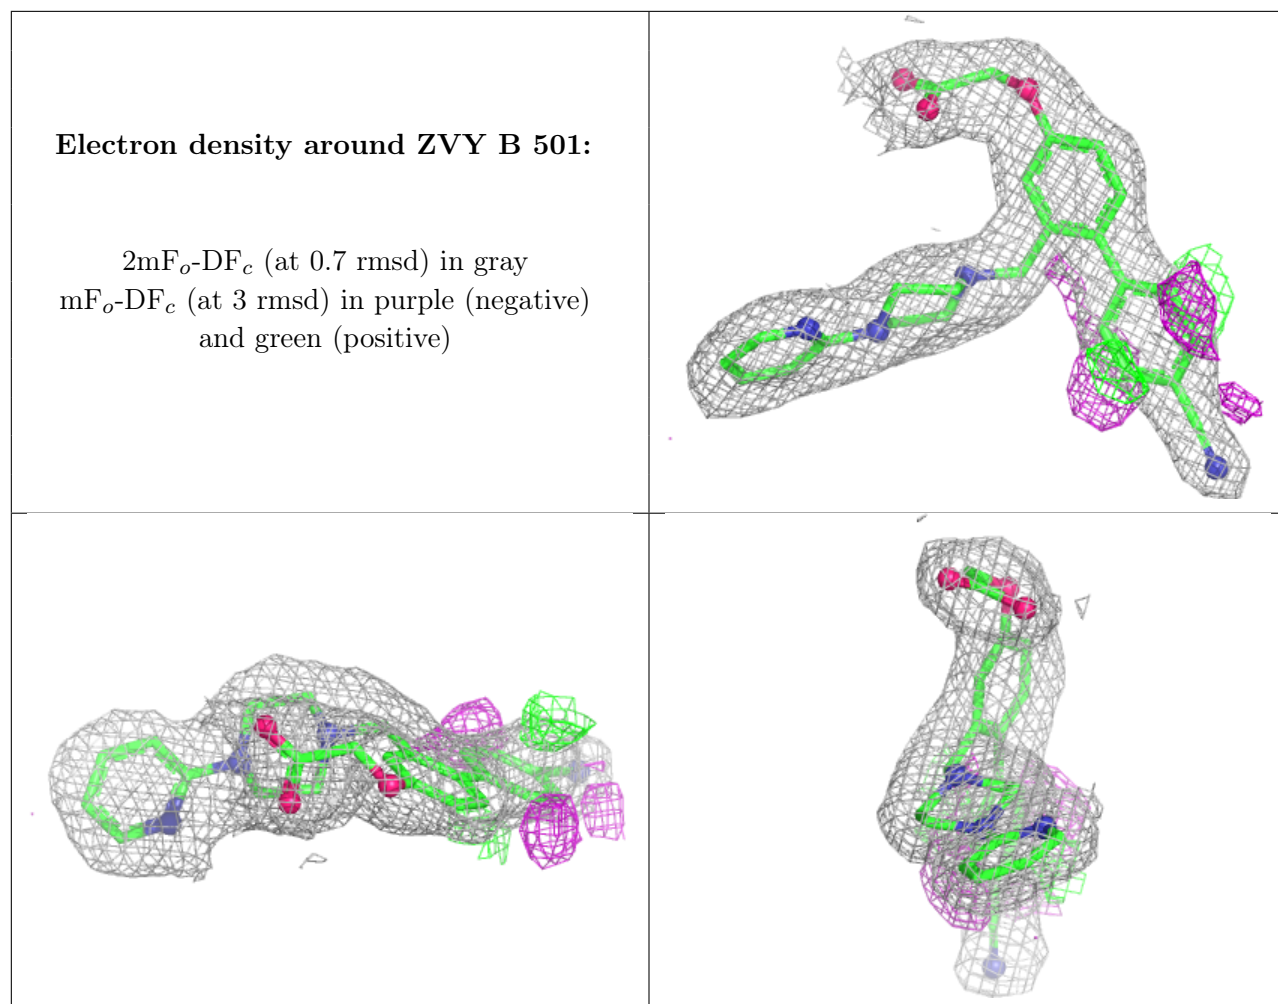 Electron density around ZVY B 501:
2mFo-DFc (at 0.7 rmsd) in gray
mFo-DFc (at 3 rmsd) in purple (negative)
and green (positive)